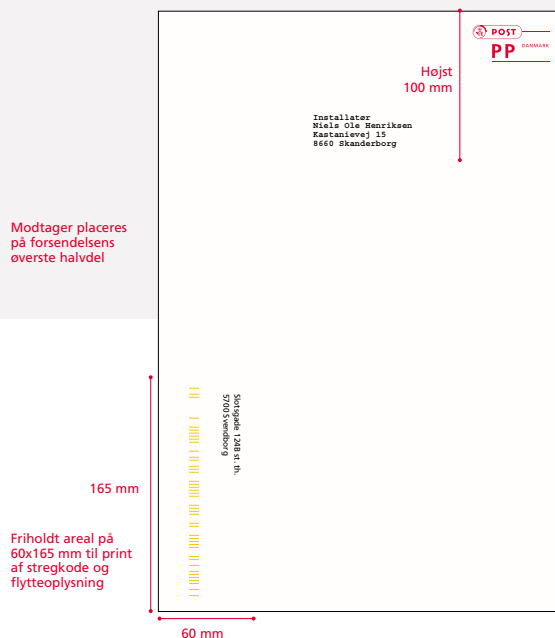 POST
PP DANMARK
Højst
100 mm
Installatør
Niels Ole Henriksen
Kastanievej 15
8660 Skanderborg
Modtager placeres
på forsendelsens
øverste halvdel
Slotsgade 124B st. th.
5700 Svendborg
165 mm
Friholdt areal på
60x165 mm til print
af stregkode og
flytteoplysning
60 mm